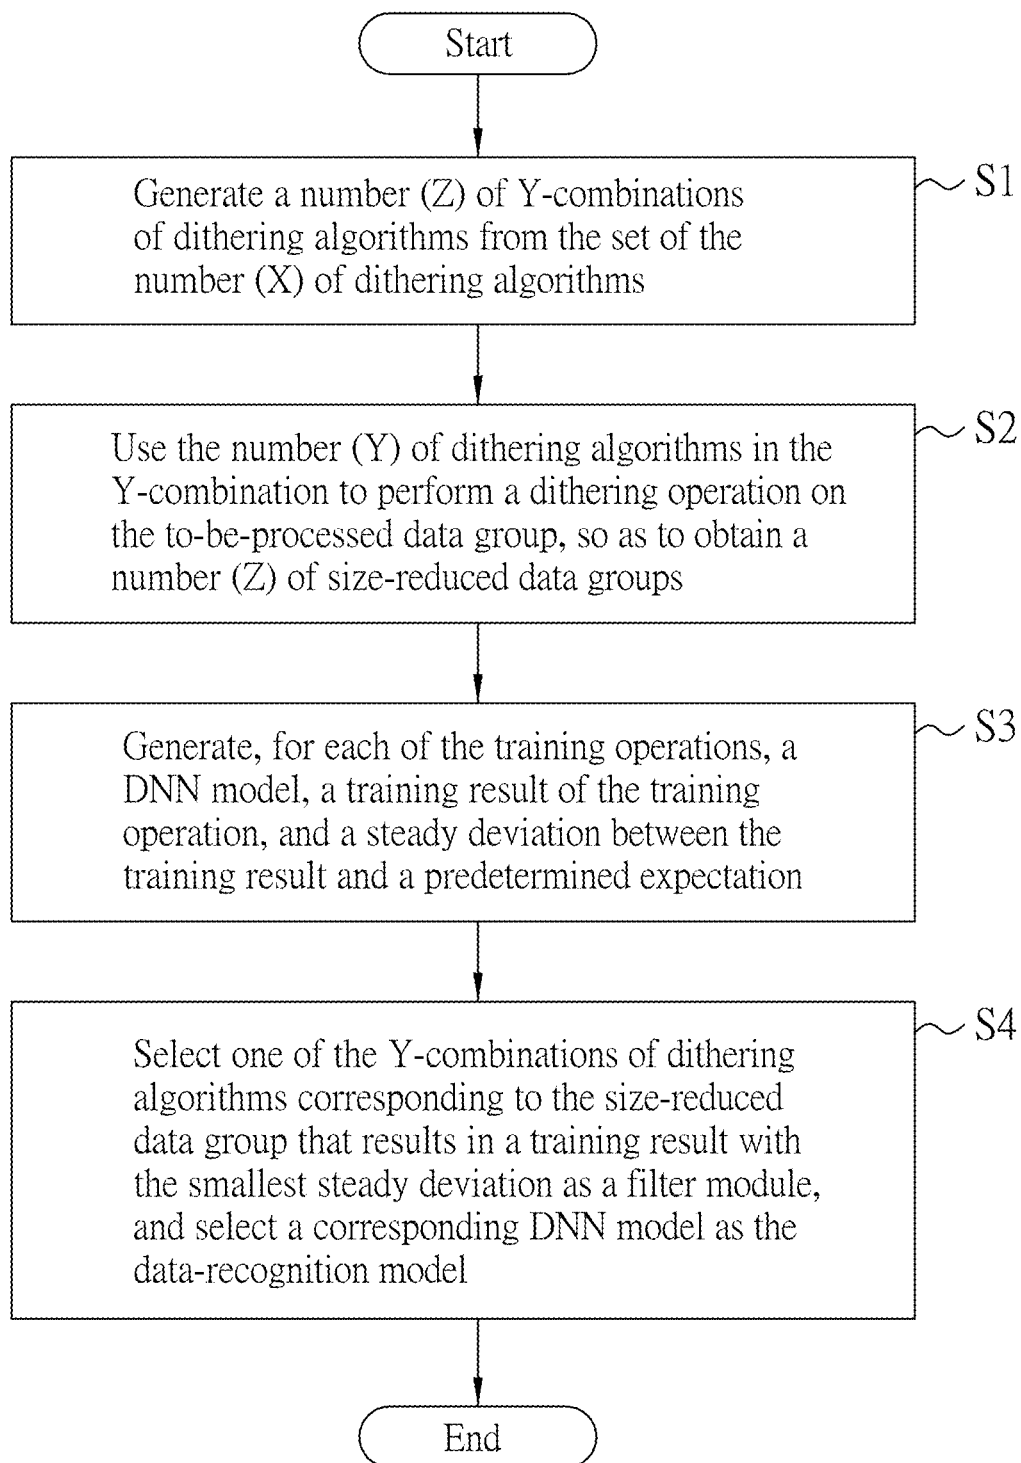 Start
S1
Generate a number (Z) of Y-combinations
of dithering algorithms from the set of the
number (X) of dithering algorithms
S2
Use the number (Y) of dithering algorithms in the
Y-combination to perform a dithering operation on
the to-be-processed data group, so as to obtain a
number (Z) of size-reduced data groups
S3
Generate, for each of the training operations, a
DNN model, a training result of the training
operation, and a steady deviation between the
training result and a predetermined expectation
S4
Select one of the Y-combinations of dithering
algorithms corresponding to the size-reduced
data group that results in a training result with
the smallest steady deviation as a filter module,
and select a corresponding DNN model as the
data-recognition model
End